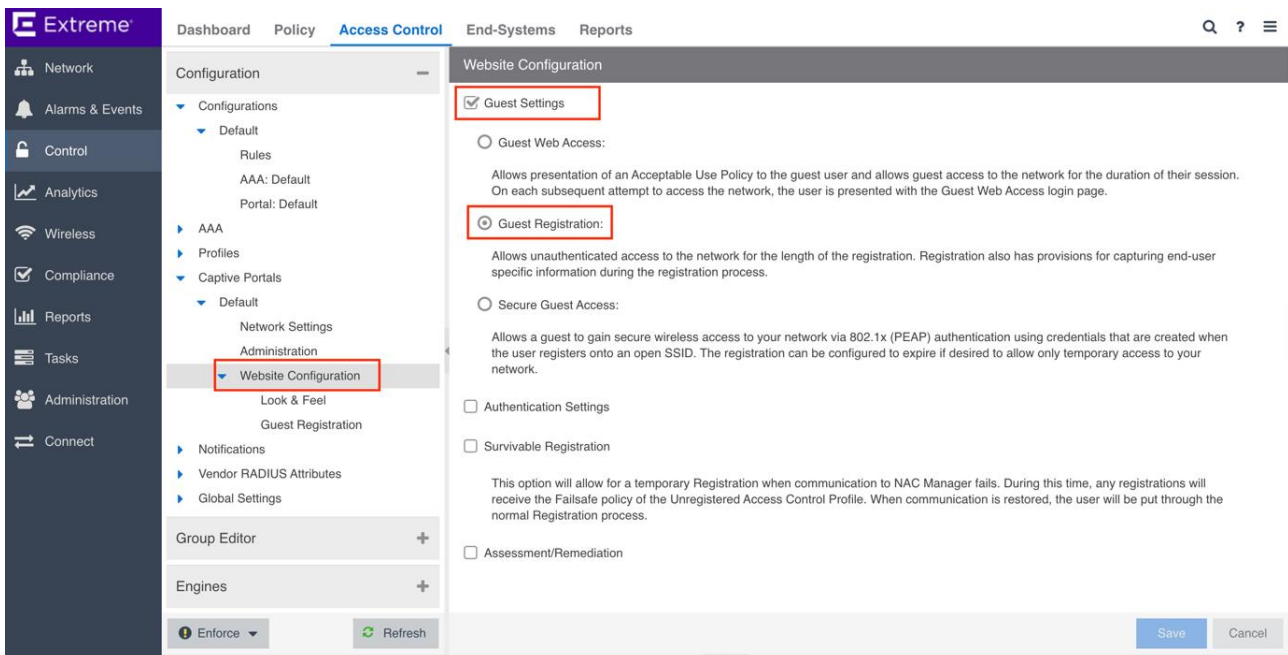 Extreme
Dashboard Policy Access Control End-Systems Reports
?
Network
Alarms & Events
Control
Analytics
Wireless
Compliance
Reports
Tasks
Administration
Connect
Configuration
Configurations
Default
Rules
AAA: Default
Portal: Default
AAA
Profiles
Captive Portals
Default
Network Settings
Administration
Website Configuration
Look & Feel
Guest Registration
Notifications
Vendor RADIUS Attributes
Global Settings
Group Editor
Engines
Enforce
Refresh
Website Configuration
Guest Settings
Guest Web Access:
Allows presentation of an Acceptable Use Policy to the guest user and allows guest access to the network for the duration of their session.
On each subsequent attempt to access the network, the user is presented with the Guest Web Access login page.
Guest Registration:
Allows unauthenticated access to the network for the length of the registration. Registration also has provisions for capturing end-user
specific information during the registration process.
Secure Guest Access:
Allows a guest to gain secure wireless access to your network via 802.1x (PEAP) authentication using credentials that are created when
the user registers onto an open SSID. The registration can be configured to expire if desired to allow only temporary access to your
network.
Authentication Settings
Survivable Registration
This option will allow for a temporary Registration when communication to NAC Manager fails. During this time, any registrations will
receive the Failsafe policy of the Unregistered Access Control Profile. When communication is restored, the user will be put through the
normal Registration process.
Assessment/Remediation
Save
Cancel